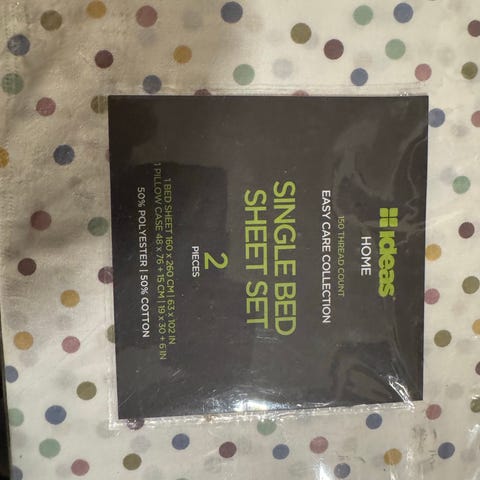 ideas
HOME
150 THREAD COUNT
EASY CARE COLLECTION
SINGLE BED
SHEET SET
2
PIECES
1 BED SHEET 160 x 260 CM | 63 x 102 IN
1 PILLOW CASE 48 x 76 + 15 CM | 19 x 30 + 6 IN
50% POLYESTER | 50% COTTON